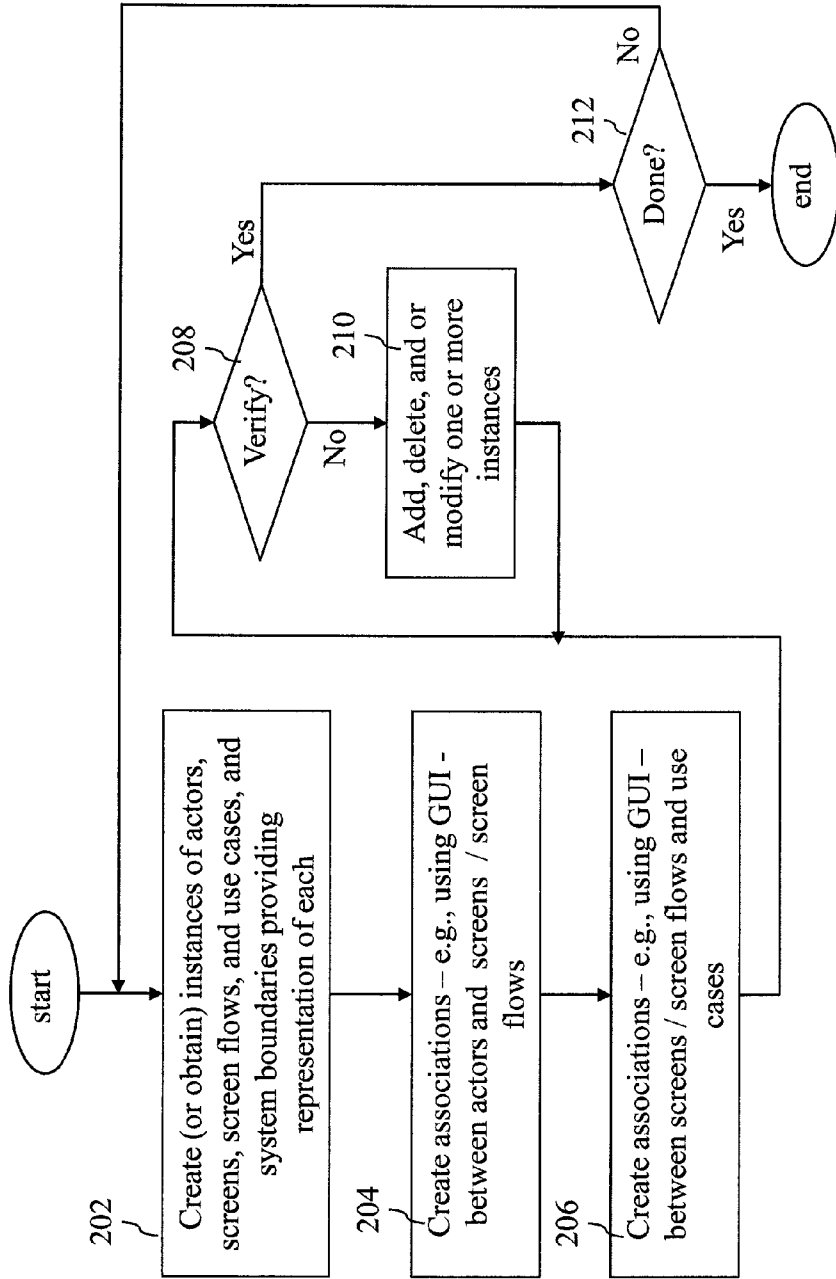 start
202
Create (or obtain) instances of actors,
screens, screen flows, and use cases, and
system boundaries providing
representation of each
204
Create associations – e.g., using GUI -
between actors and screens / screen
flows
206
Create associations – e.g., using GUI –
between screens / screen flows and use
cases
208
Verify?
Yes
No
210
Add, delete, and or
modify one or more
instances
212
Done?
No
Yes
end